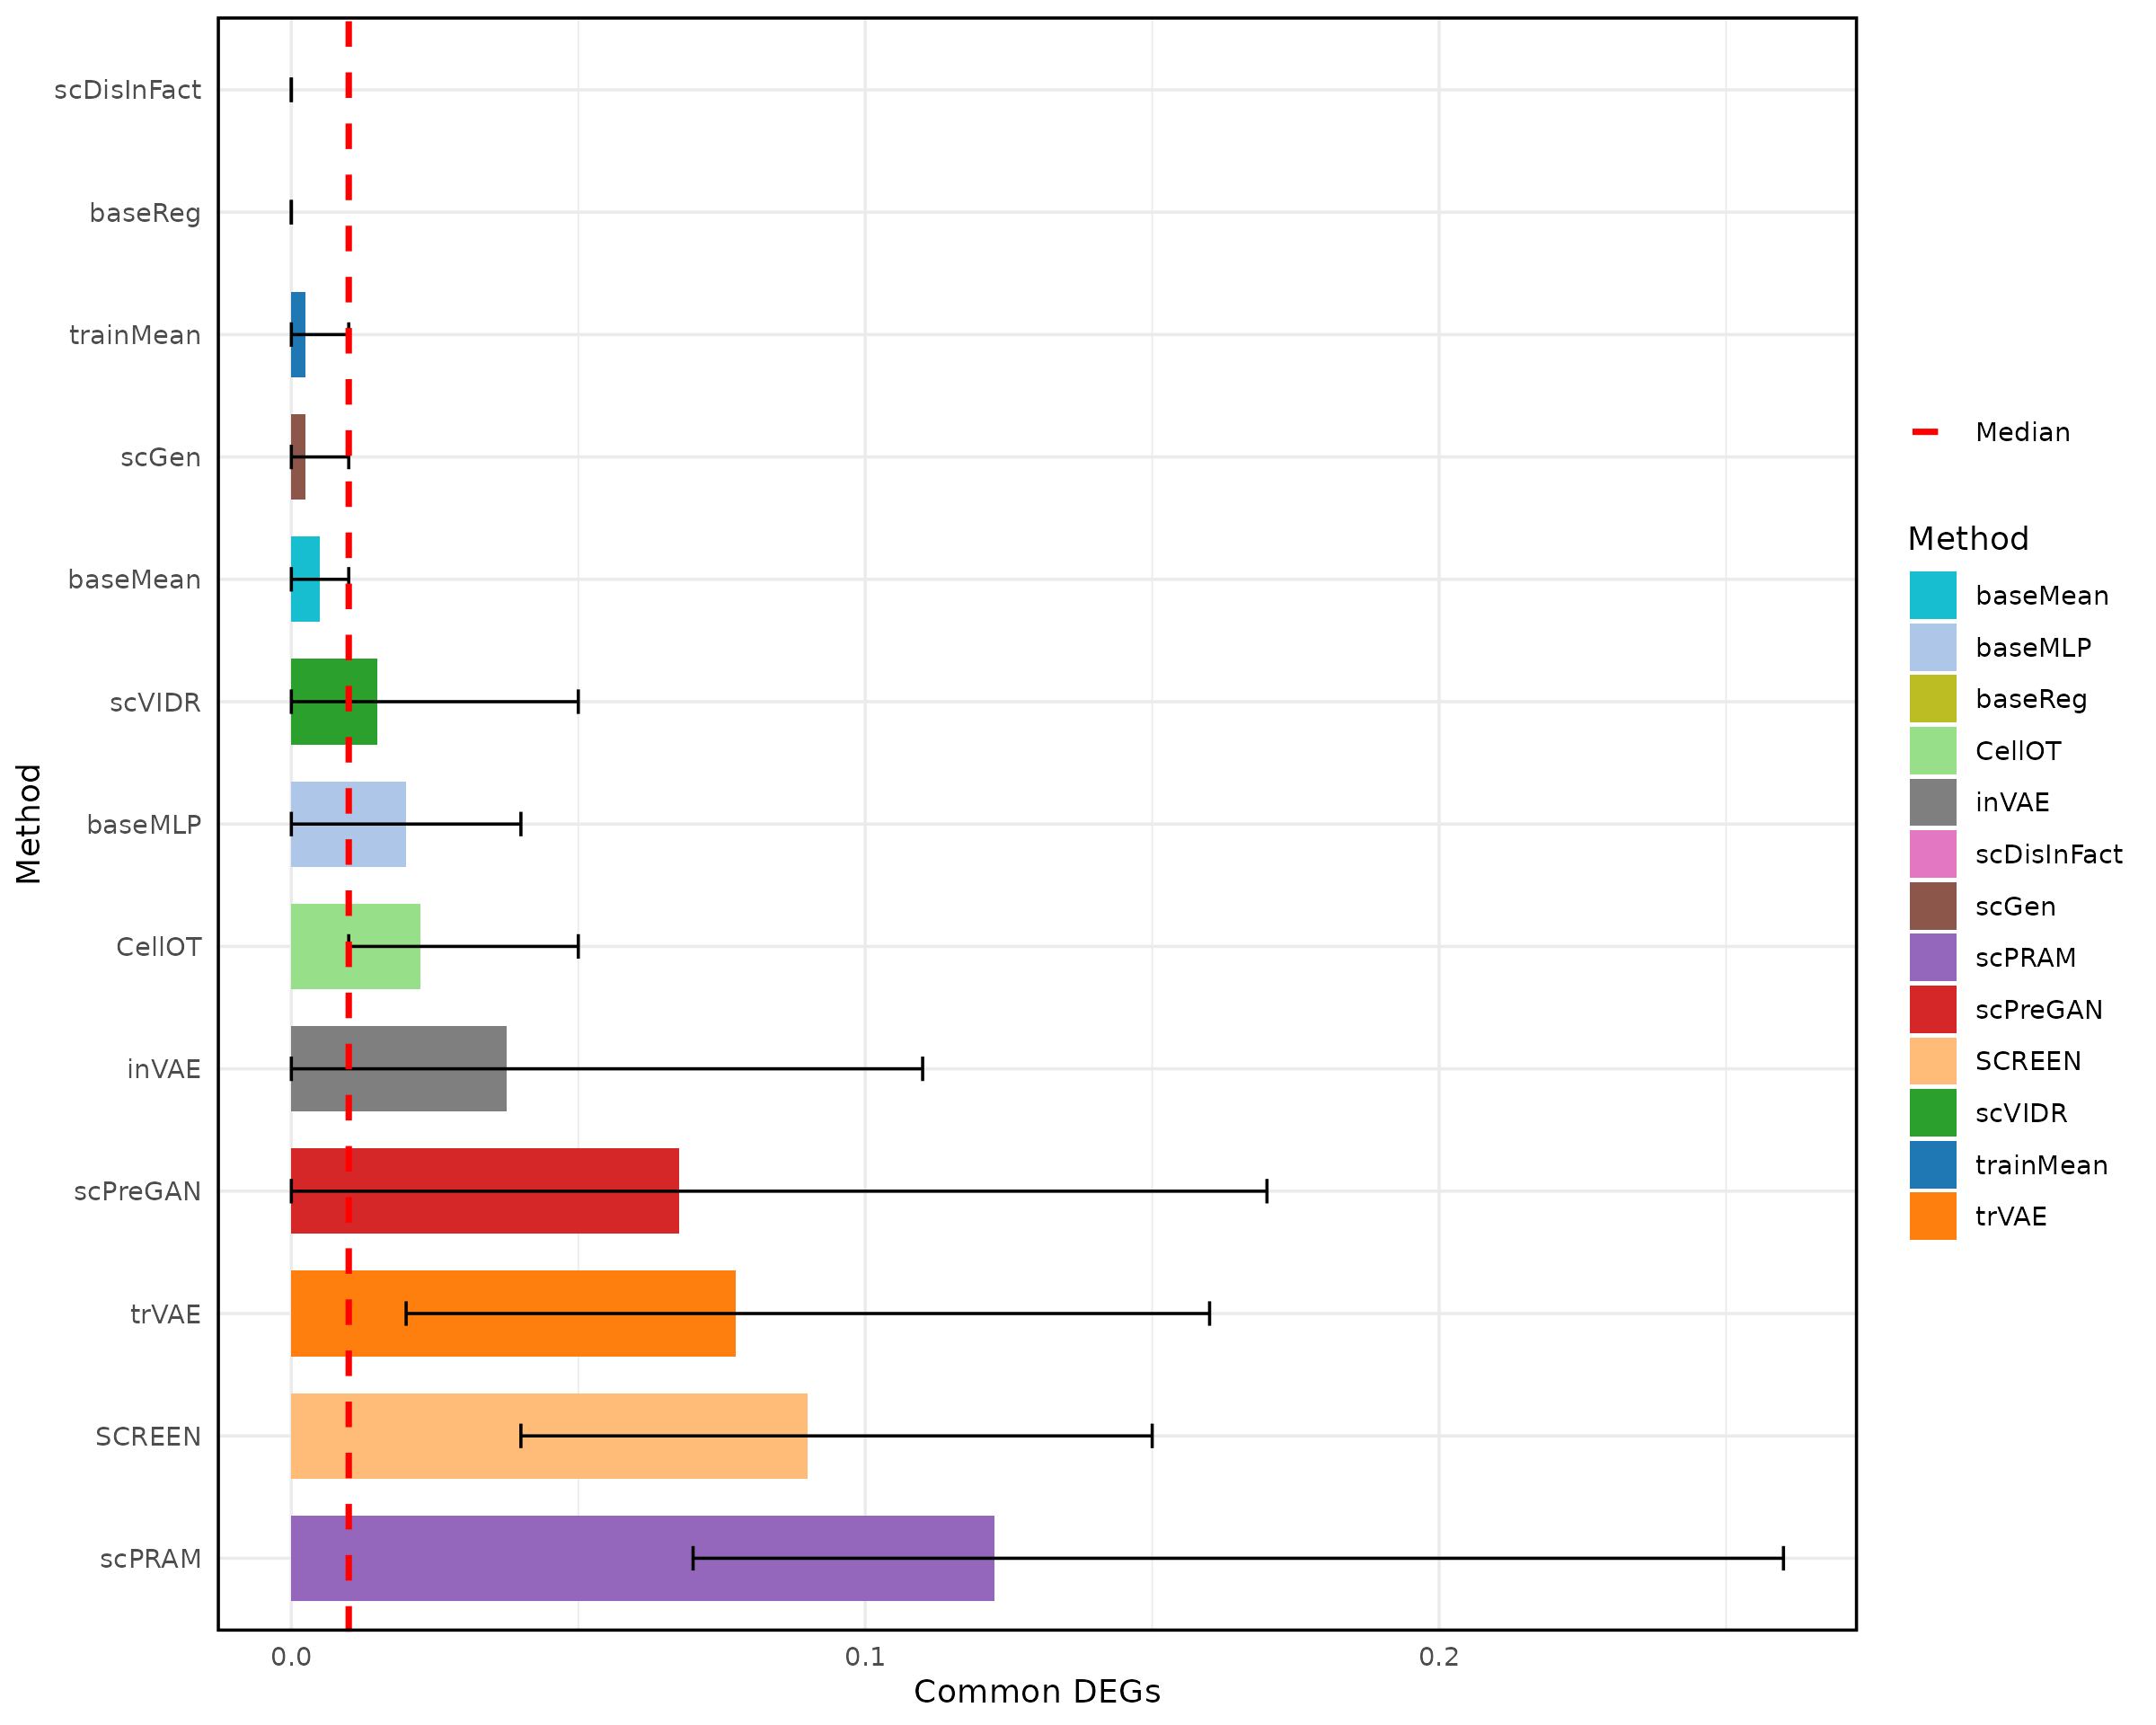 scDisInFact
baseReg
trainMean
scGen
baseMean
scVIDR
baseMLP
CellOT
inVAE
scPreGAN
trVAE
SCREEN
scPRAM
Method
0.0 0.1 0.2
Common DEGs
Median
Method
baseMean
baseMLP
baseReg
CellOT
inVAE
scDisInFact
scGen
scPRAM
scPreGAN
SCREEN
scVIDR
trainMean
trVAE